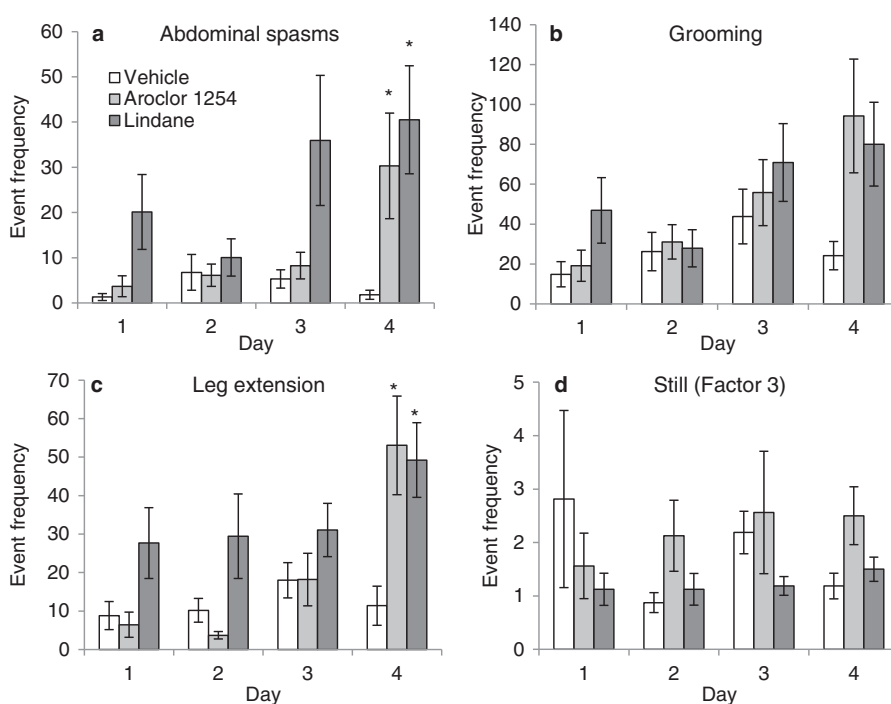 a Abdominal spasms
Event frequency
60
50
40
30
20
10
0
Vehicle
Aroclor 1254
Lindane
* *
1 2 3 4
Day
b Grooming
Event frequency
140
120
100
80
60
40
20
0
1 2 3 4
Day
c Leg extension
Event frequency
70
60
50
40
30
20
10
0
* *
1 2 3 4
Day
d Still (Factor 3)
Event frequency
5
4
3
2
1
0
1 2 3 4
Day